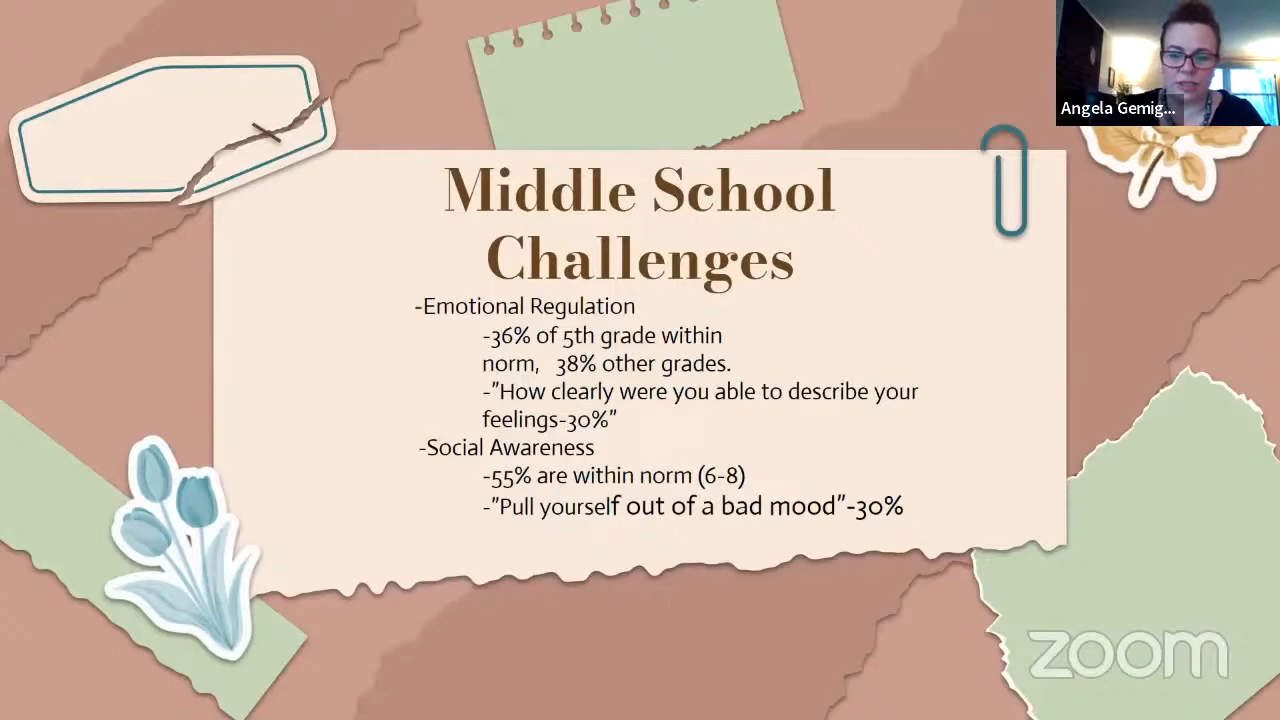 Angela Gemig...
Middle School
Challenges
-Emotional Regulation
-36% of 5th grade within
norm, 38% other grades.
-"How clearly were you able to describe your
feelings-30%"
-Social Awareness
-55% are within norm (6-8)
-"Pull yourself out of a bad mood"-30%
zoom